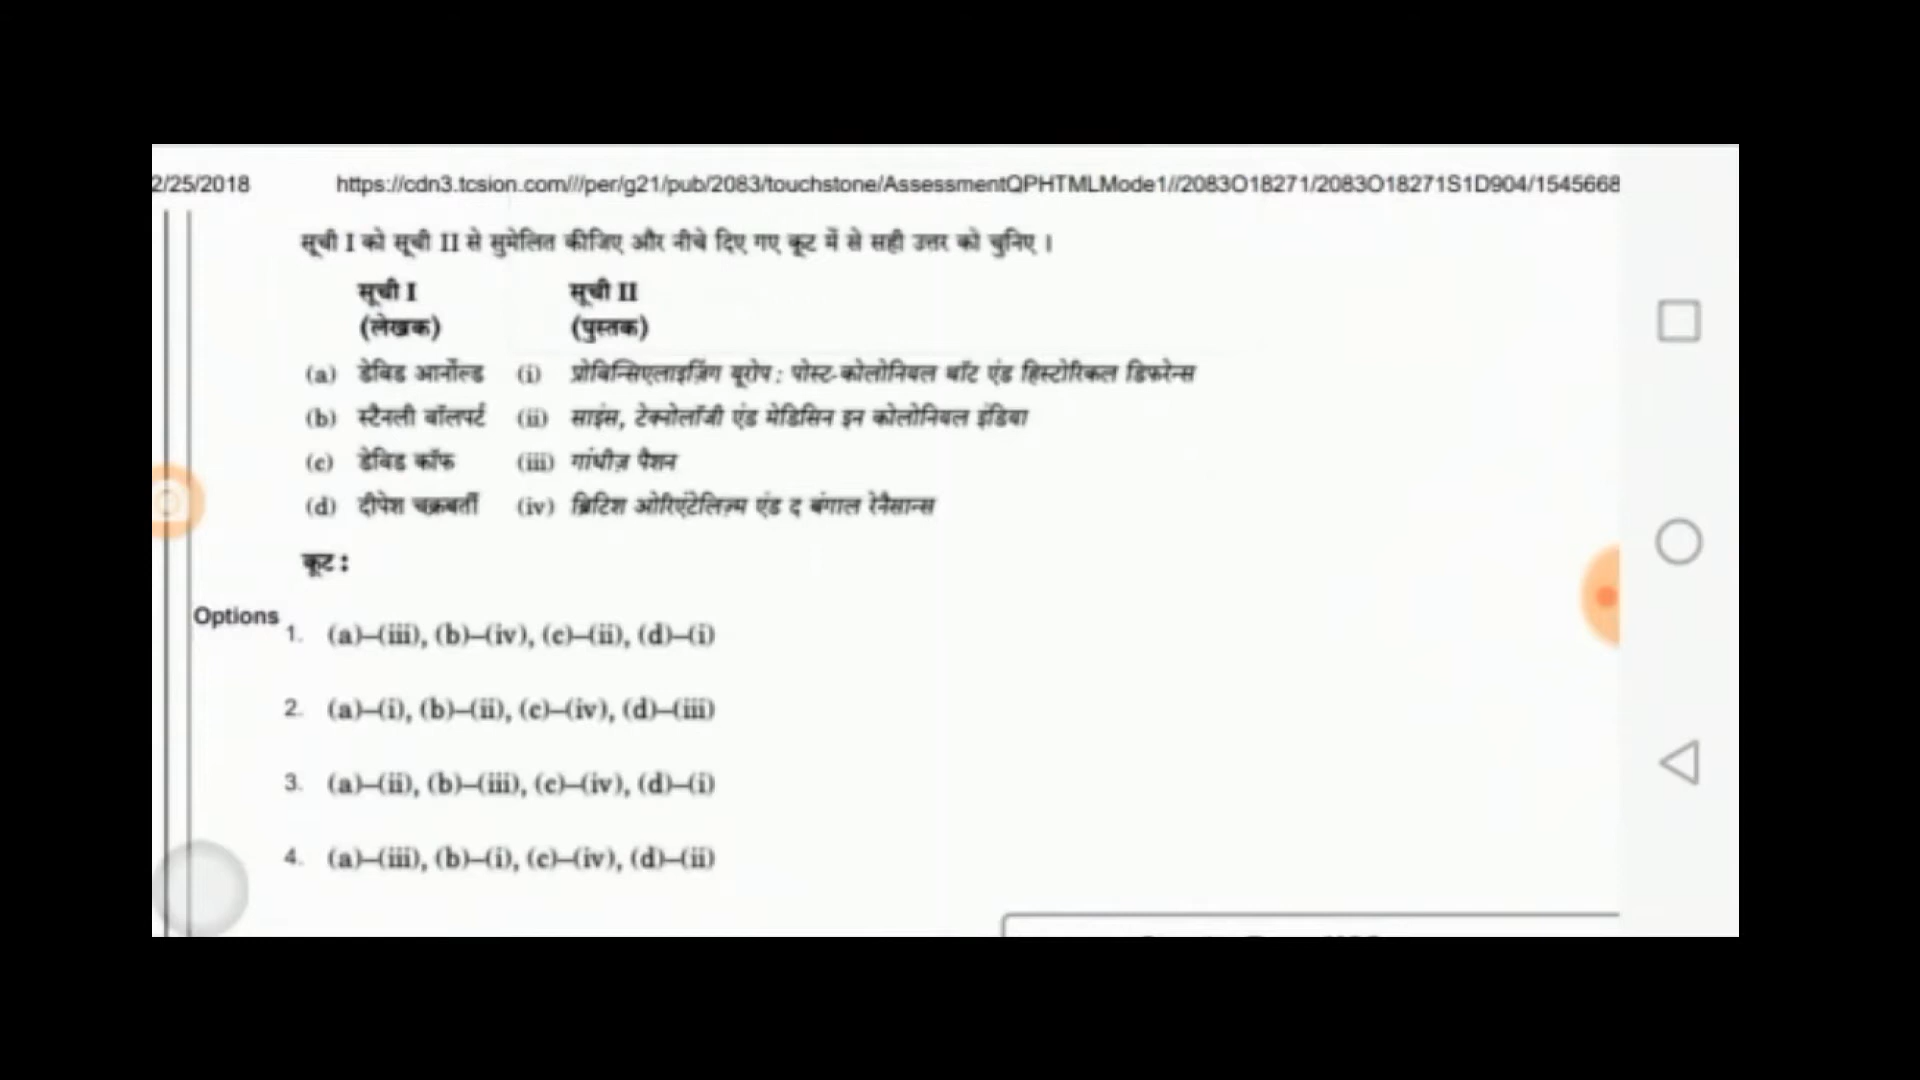 2/25/2018 https://cdn3.tcsion.com///per/g21/pub/2083/touchstone/AssessmentQPHTMLMode1//2083O18271/2083O18271S1D904/1545668
सूची I को सूची II से सुमेलित कीजिए और नीचे दिए गए कूट में से सही उत्तर को चुनिए ।
सूची I सूची II
(लेखक) (पुस्तक)
(a) डेविड आर्नोल्ड (i) प्रोविन्सिएलाइज़िंग यूरोप : पोस्ट-कोलोनियल थॉट एंड हिस्टोरिकल डिफरेन्स
(b) स्टैनली वॉलपर्ट (ii) साइंस, टेक्नोलॉजी एंड मेडिसिन इन कोलोनियल इंडिया
(c) डेविड कॉफ (iii) गांधीज़ पैशन
(d) दीपेश चक्रबर्ती (iv) ब्रिटिश ओरिएंटेलिज़्म एंड द बंगाल रेनैसान्स
कूट :
Options
1. (a)–(iii), (b)–(iv), (c)–(ii), (d)–(i)
2. (a)–(i), (b)–(ii), (c)–(iv), (d)–(iii)
3. (a)–(ii), (b)–(iii), (c)–(iv), (d)–(i)
4. (a)–(iii), (b)–(i), (c)–(iv), (d)–(ii)